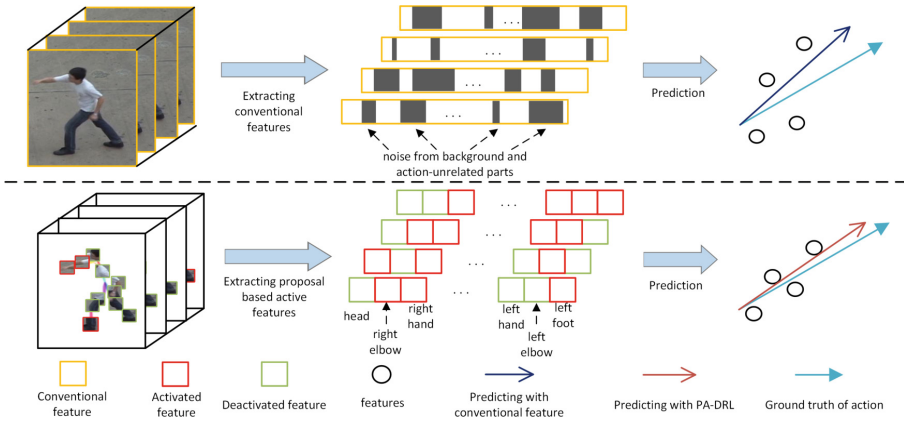 Extracting
conventional
features
. . .
. . .
. . .
. . .
noise from background and
action-unrelated parts
Prediction
Extracting proposal
based active
features
. . .
. . .
. . .
. . .
head
right
elbow
right
hand
left
hand
left
elbow
left
foot
Prediction
Conventional
feature
Activated
feature
Deactivated feature
features
Predicting with
conventional feature
Predicting with PA-DRL
Ground truth of action